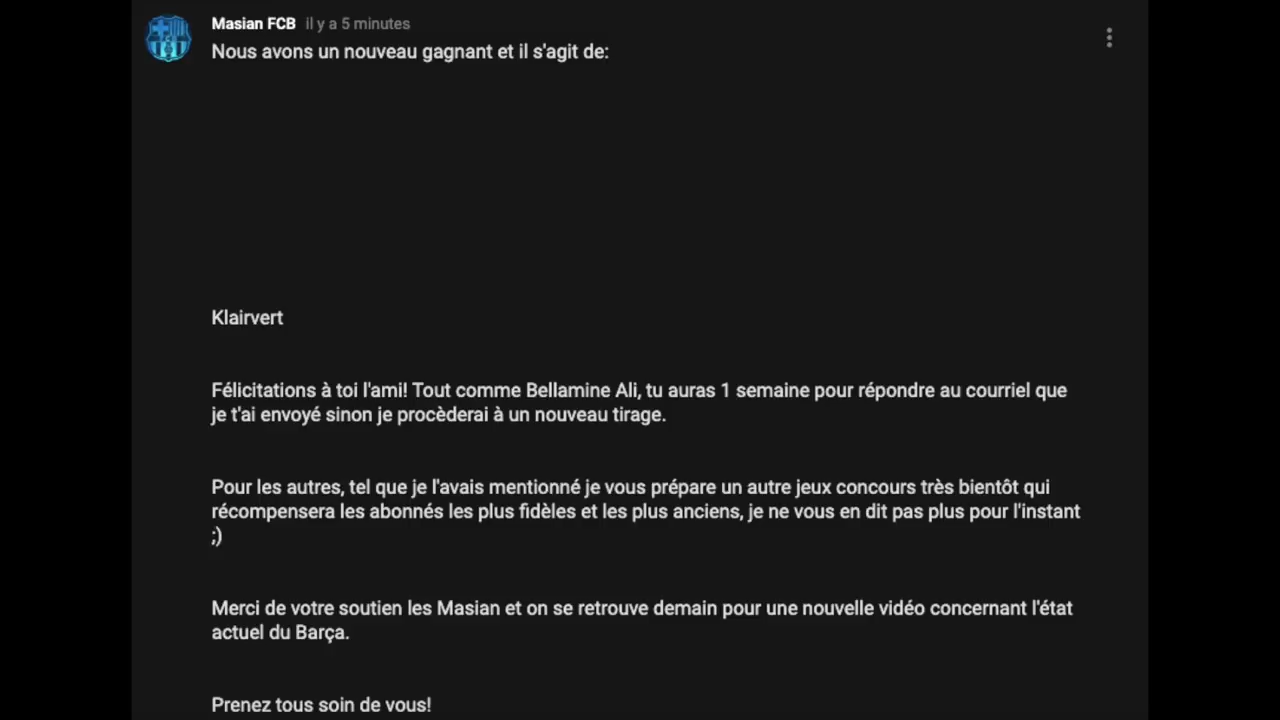 Masian FCB il y a 5 minutes
Nous avons un nouveau gagnant et il s'agit de:
Klairvert
Félicitations à toi l'ami! Tout comme Bellamine Ali, tu auras 1 semaine pour répondre au courriel que
je t'ai envoyé sinon je procèderai à un nouveau tirage.
Pour les autres, tel que je l'avais mentionné je vous prépare un autre jeux concours très bientôt qui
récompensera les abonnés les plus fidèles et les plus anciens, je ne vous en dit pas plus pour l'instant
;)
Merci de votre soutien les Masian et on se retrouve demain pour une nouvelle vidéo concernant l'état
actuel du Barça.
Prenez tous soin de vous!